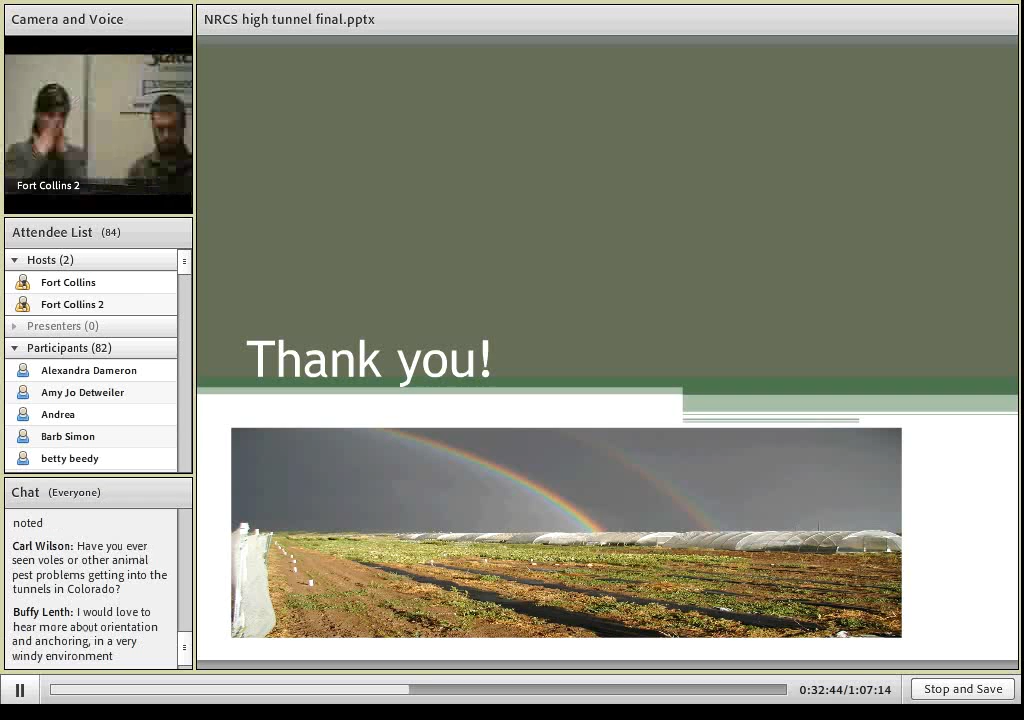 Camera and Voice
Fort Collins 2
Attendee List (84)
Hosts (2)
Fort Collins
Fort Collins 2
Presenters (0)
Participants (82)
Alexandra Dameron
Amy Jo Detweiler
Andrea
Barb Simon
betty beedy
Chat (Everyone)
noted
Carl Wilson: Have you ever
seen voles or other animal
pest problems getting into the
tunnels in Colorado?
Buffy Lenth: I would love to
hear more about orientation
and anchoring, in a very
windy environment
NRCS high tunnel final.pptx
Thank you!
0:32:44/1:07:14
Stop and Save